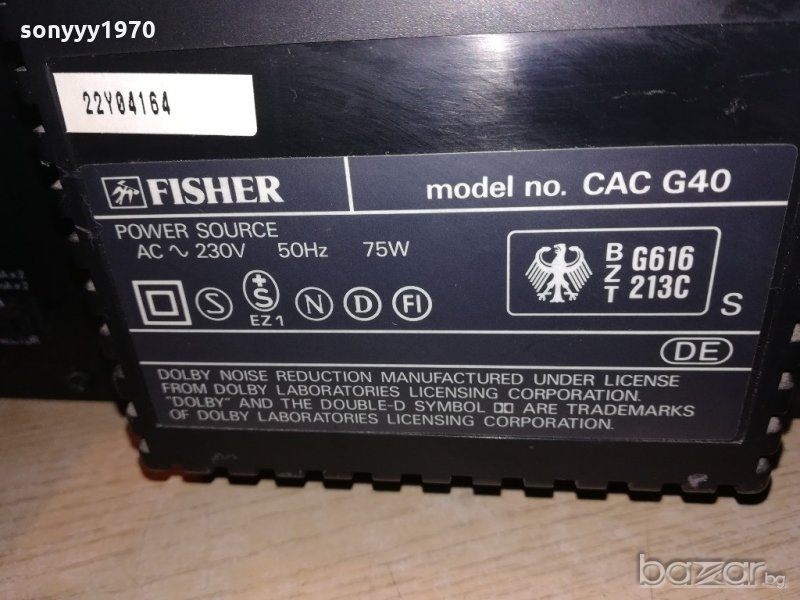 sonyyy1970
22Y04164
FISHER
model no. CAC G40
POWER SOURCE
AC ∿ 230V 50Hz 75W
S + S N D FI
EZ1
BZT G616 213C
S
DE
DOLBY NOISE REDUCTION MANUFACTURED UNDER LICENSE
FROM DOLBY LABORATORIES LICENSING CORPORATION.
"DOLBY" AND THE DOUBLE-D SYMBOL ARE TRADEMARKS
OF DOLBY LABORATORIES LICENSING CORPORATION.
bazar.bg